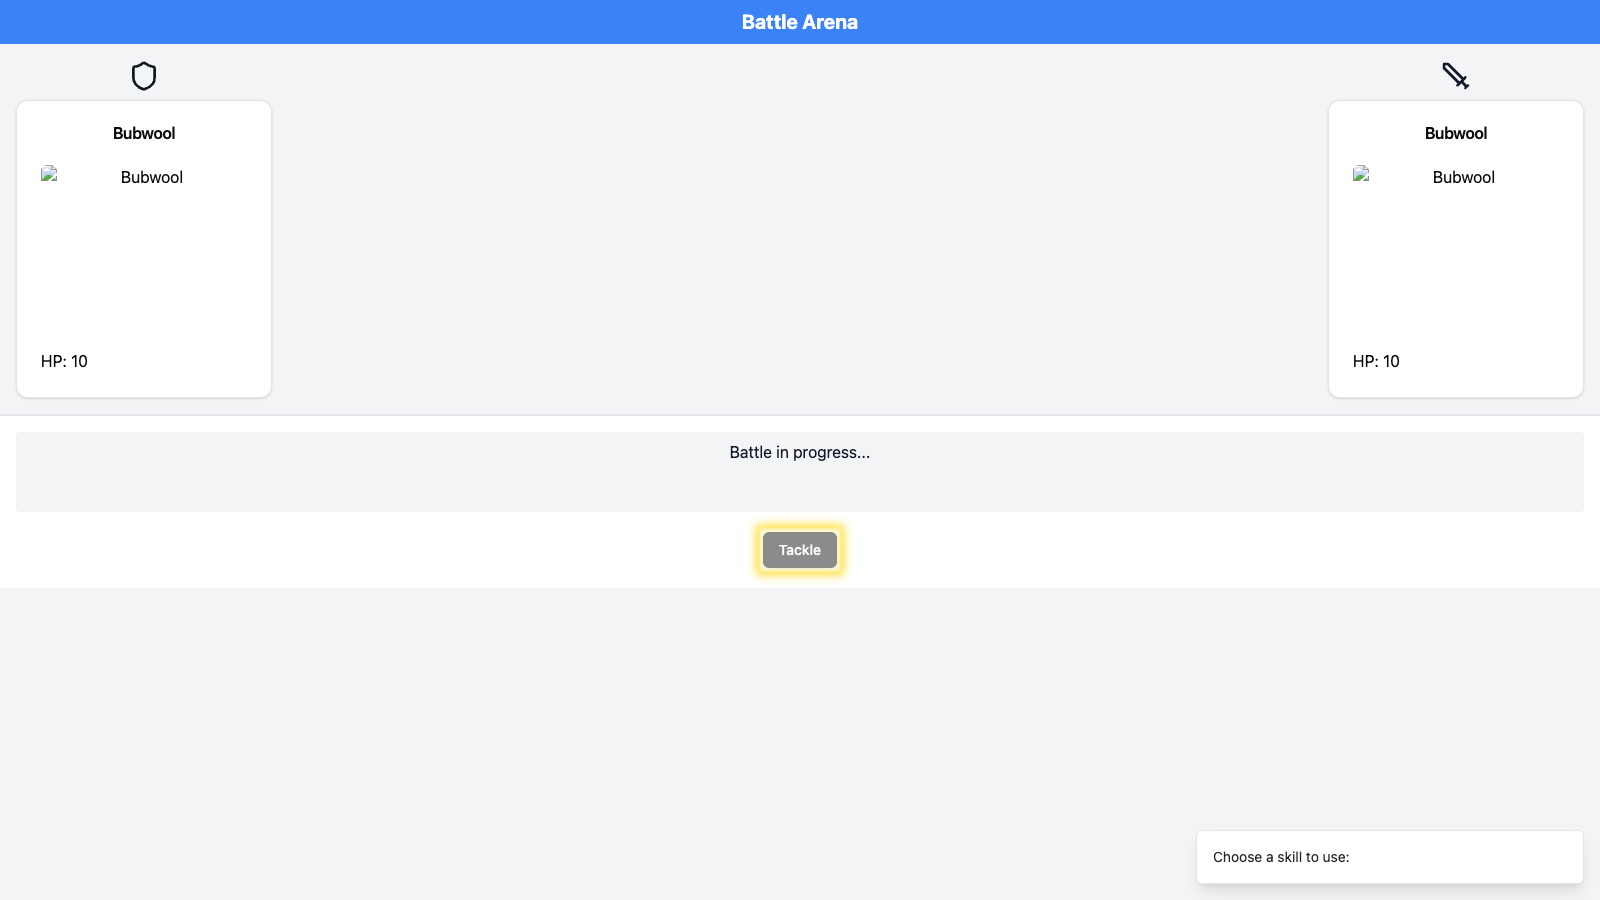 Battle Arena
Bubwool
Bubwool
HP: 10
Bubwool
Bubwool
HP: 10
Battle in progress...
Tackle
Choose a skill to use: